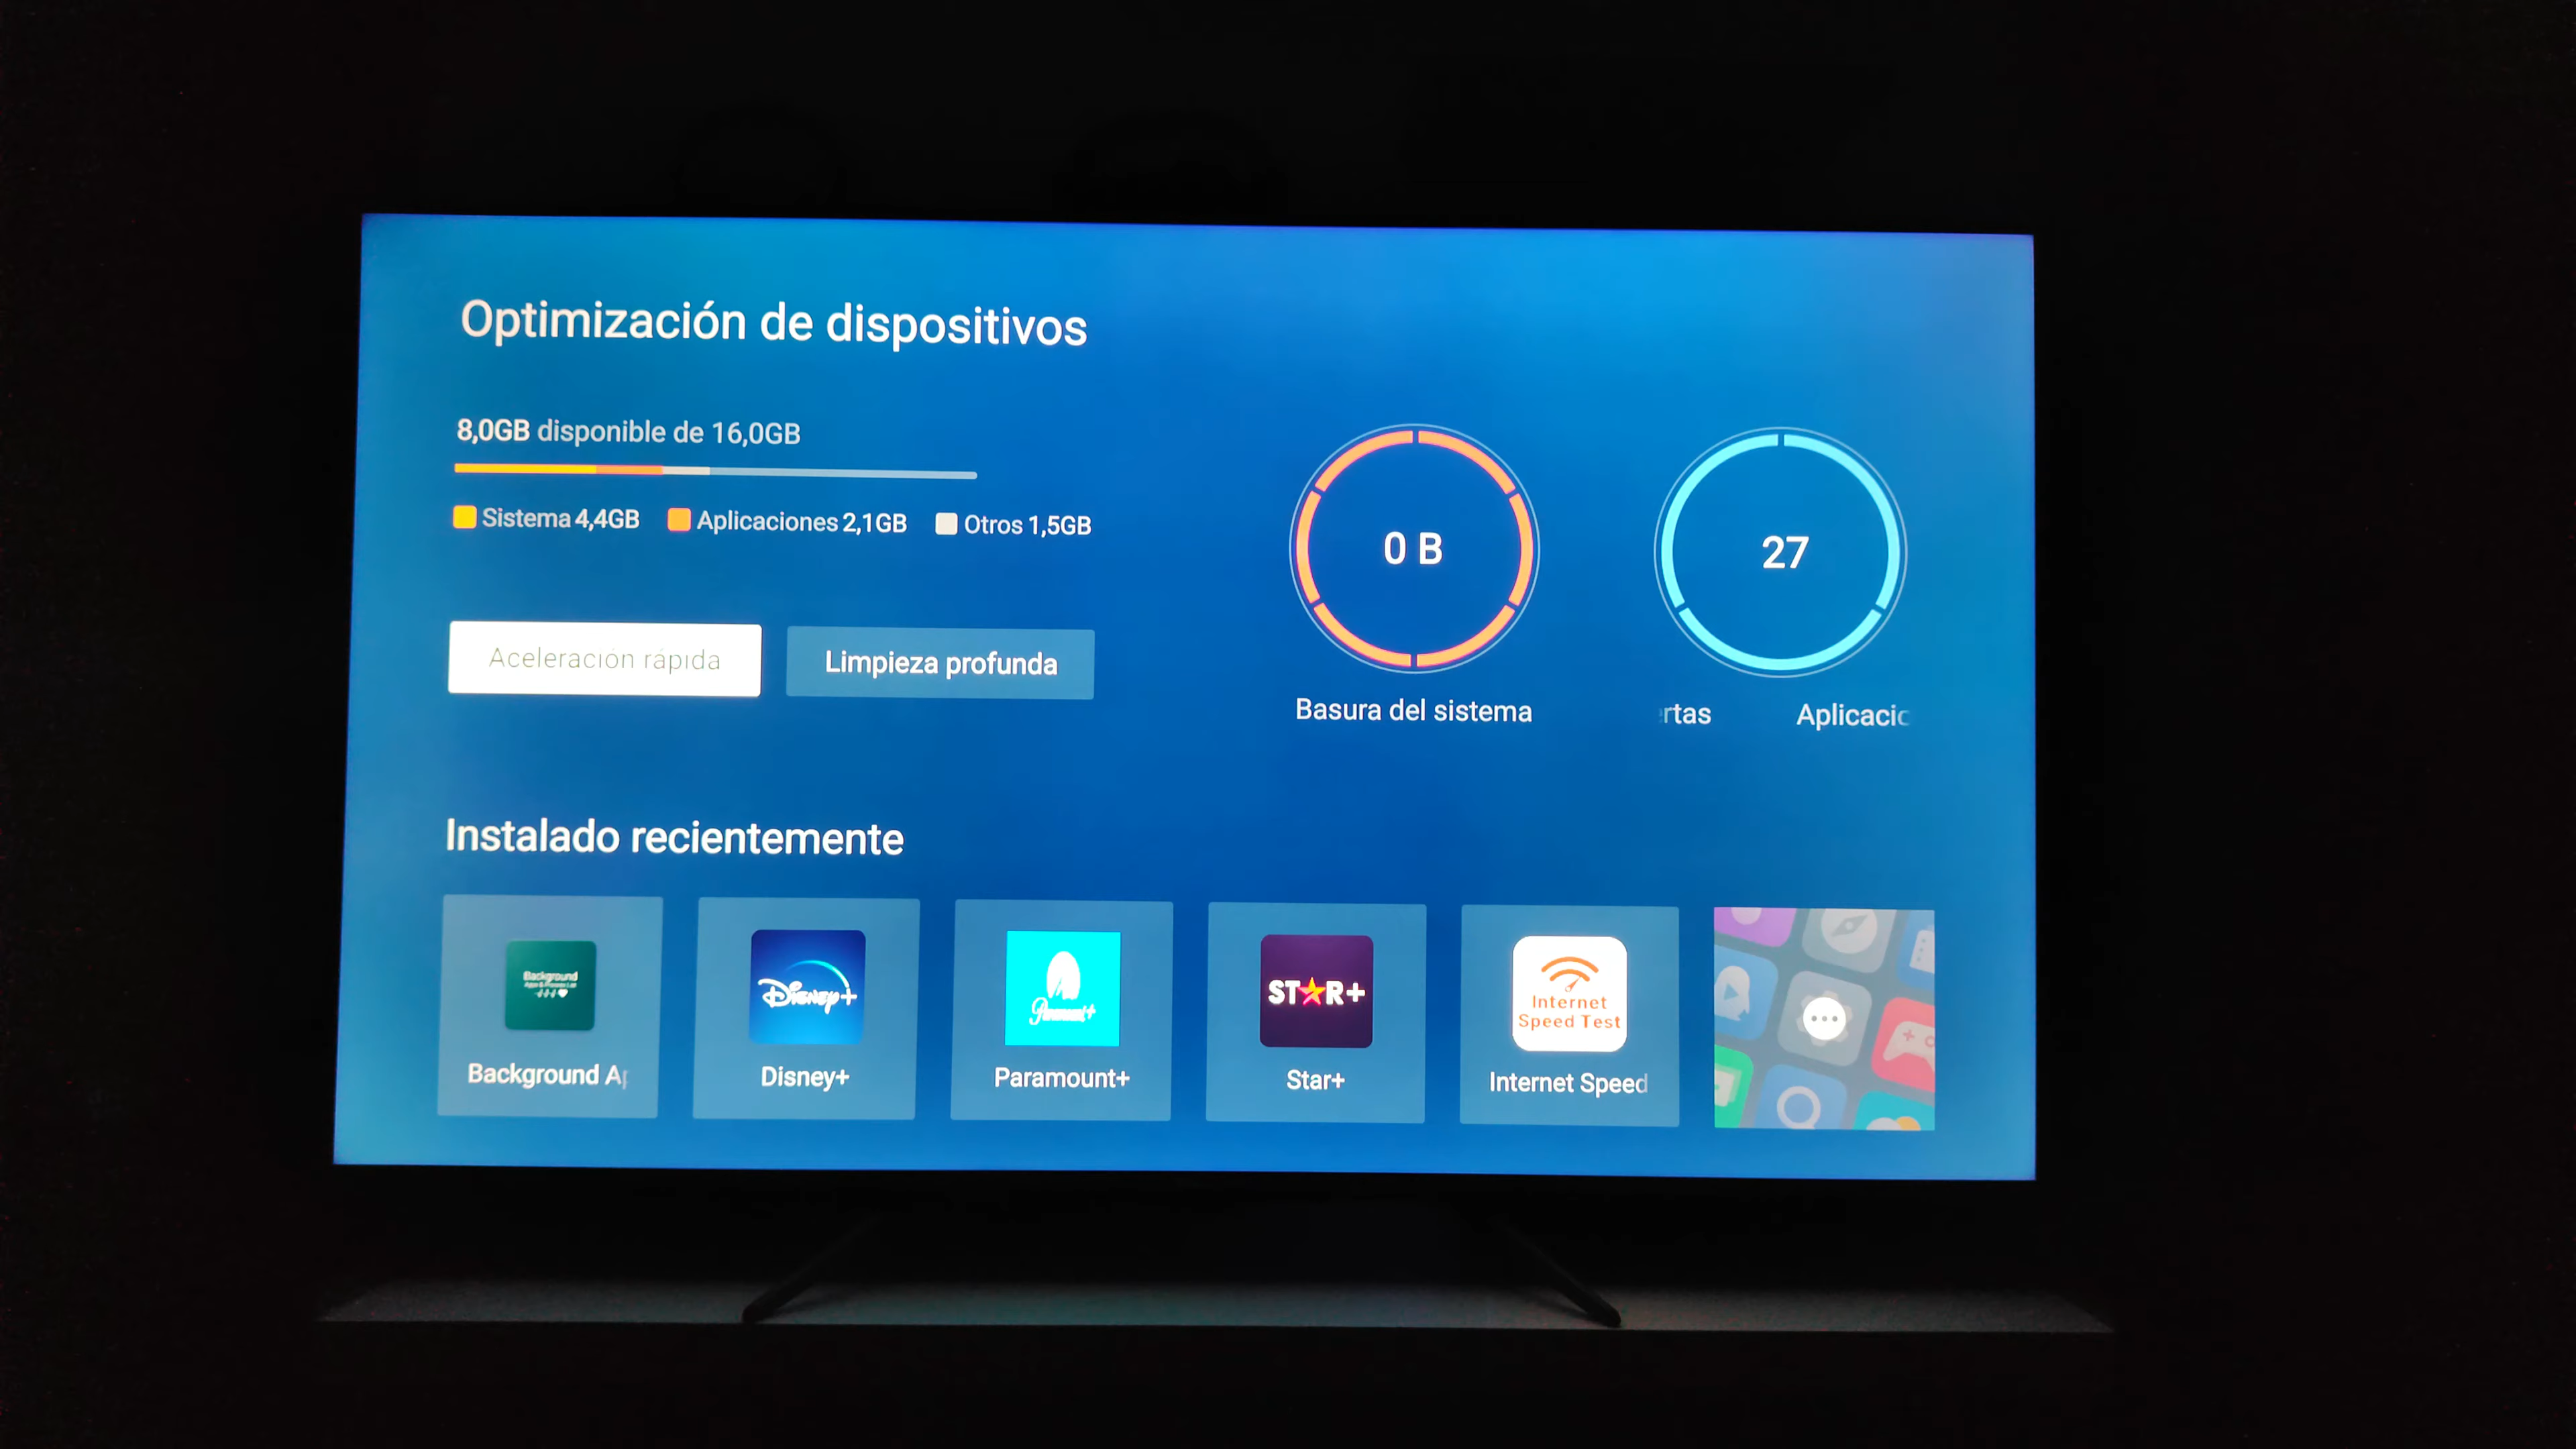 Optimización de dispositivos
8,0GB disponible de 16,0GB
Sistema 4,4GB Aplicaciones 2,1GB Otros 1,5GB
Aceleración rápida Limpieza profunda
0 B
Basura del sistema
27
rtas Aplicacic
Instalado recientemente
Background
Background A
Disney+
Disney+
Paramount+
Paramount+
STAR+
Star+
Internet
Speed Test
Internet Speed